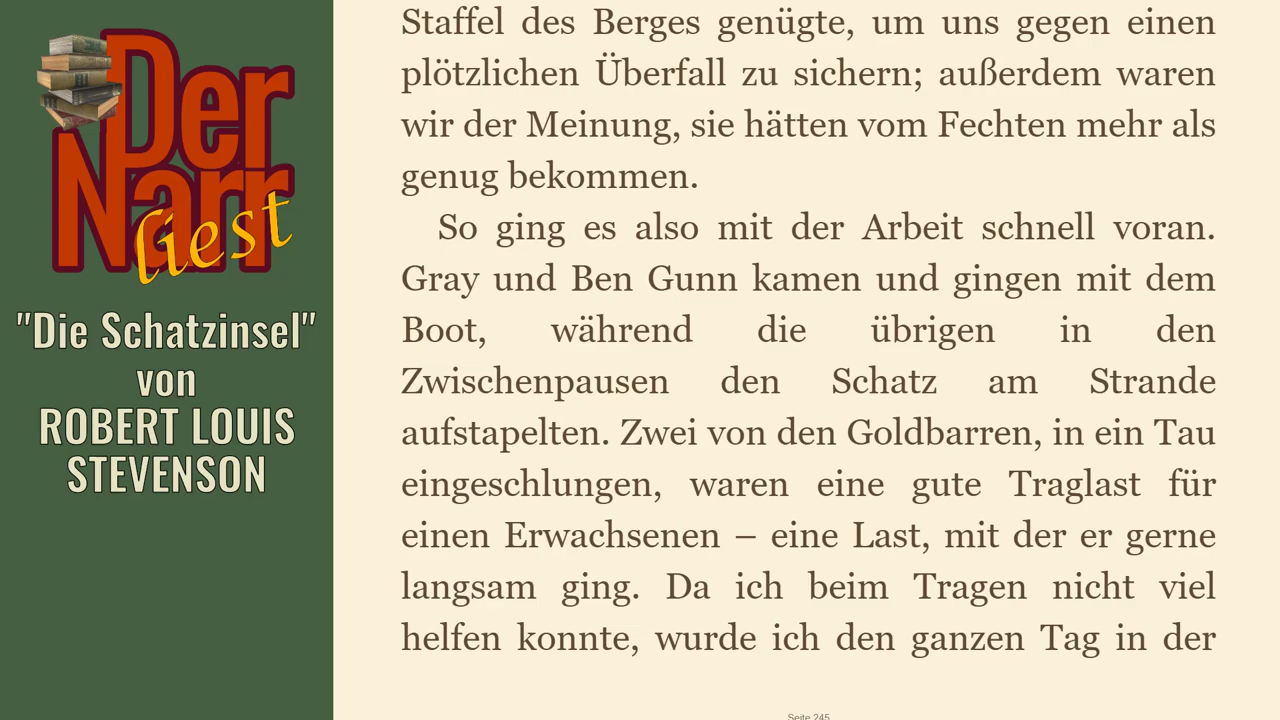 Der
Narr
liest
"Die Schatzinsel"
von
ROBERT LOUIS
STEVENSON
Staffel des Berges genügte, um uns gegen einen
plötzlichen Überfall zu sichern; außerdem waren
wir der Meinung, sie hätten vom Fechten mehr als
genug bekommen.
So ging es also mit der Arbeit schnell voran.
Gray und Ben Gunn kamen und gingen mit dem
Boot, während die übrigen in den
Zwischenpausen den Schatz am Strande
aufstapelten. Zwei von den Goldbarren, in ein Tau
eingeschlungen, waren eine gute Traglast für
einen Erwachsenen – eine Last, mit der er gerne
langsam ging. Da ich beim Tragen nicht viel
helfen konnte, wurde ich den ganzen Tag in der
Seite 245